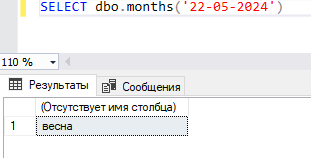 SELECT dbo.months('22-05-2024')
110 %
Результаты Сообщения
(Отсутствует имя столбца)
1 весна